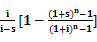 i/(i−s) [1 − ((1+s)^n−1)/((1+i)^n−1)]